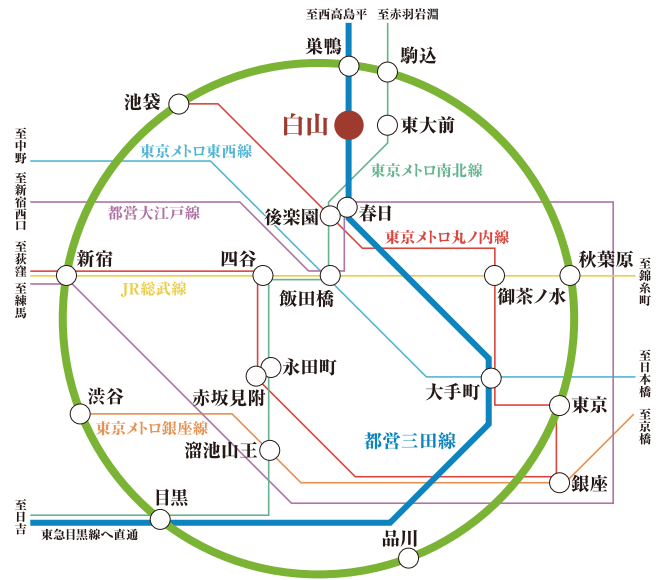 至西高島平
至赤羽岩淵
巣鴨
駒込
池袋
白山
東大前
至中野
東京メトロ東西線
東京メトロ南北線
至新宿西口
都営大江戸線
後楽園
春日
東京メトロ丸ノ内線
至荻窪
新宿
四谷
秋葉原
至練馬
JR総武線
飯田橋
御茶ノ水
至錦糸町
永田町
赤坂見附
大手町
至日本橋
渋谷
東京
東京メトロ銀座線
至京橋
溜池山王
都営三田線
銀座
目黒
至日吉
東急目黒線へ直通
品川